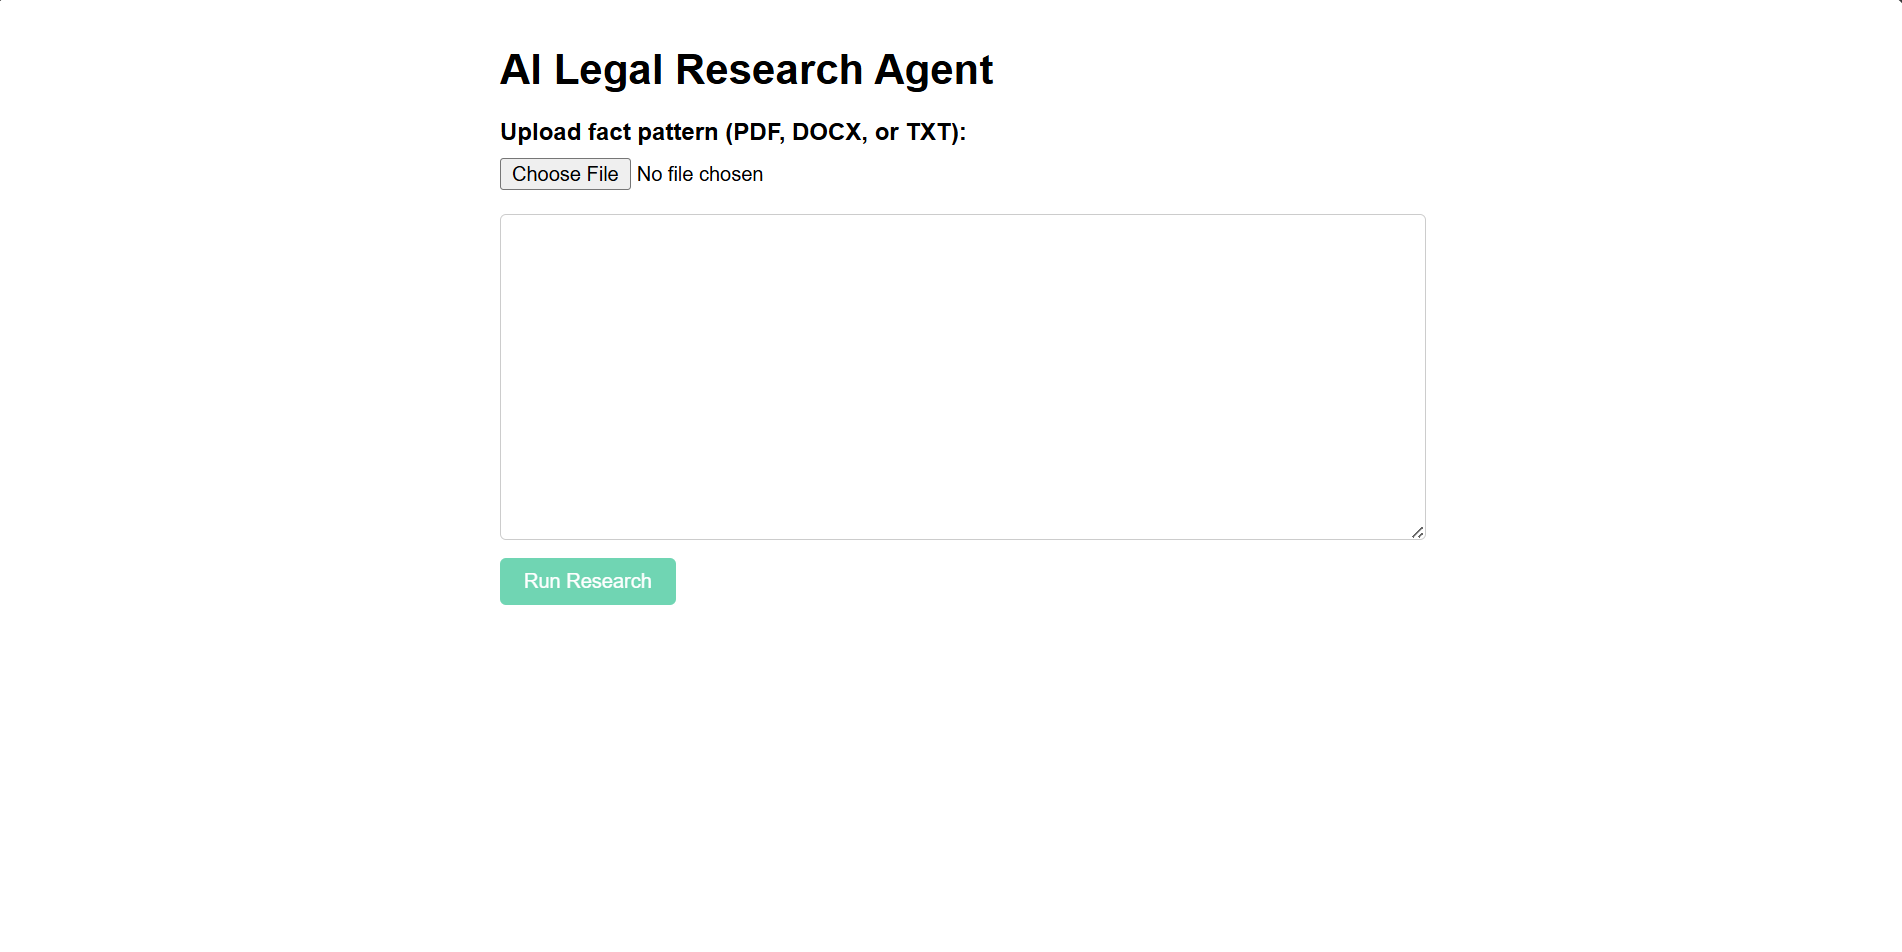 AI Legal Research Agent
Upload fact pattern (PDF, DOCX, or TXT):
Choose File No file chosen
Run Research